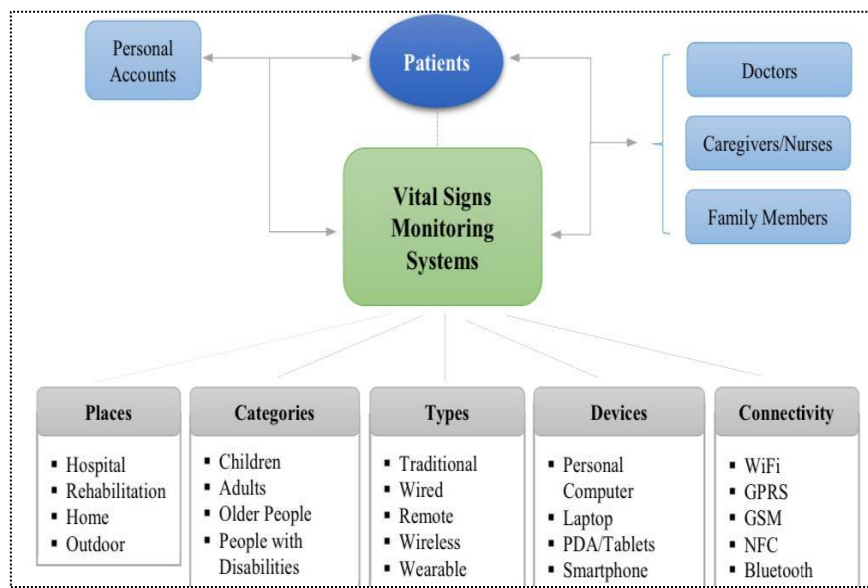 Personal
Accounts
Patients
Doctors
Caregivers/Nurses
Family Members
Vital Signs
Monitoring
Systems
Places
▪ Hospital
▪ Rehabilitation
▪ Home
▪ Outdoor
Categories
▪ Children
▪ Adults
▪ Older People
▪ People with
Disabilities
Types
▪ Traditional
▪ Wired
▪ Remote
▪ Wireless
▪ Wearable
Devices
▪ Personal
Computer
▪ Laptop
▪ PDA/Tablets
▪ Smartphone
Connectivity
▪ WiFi
▪ GPRS
▪ GSM
▪ NFC
▪ Bluetooth